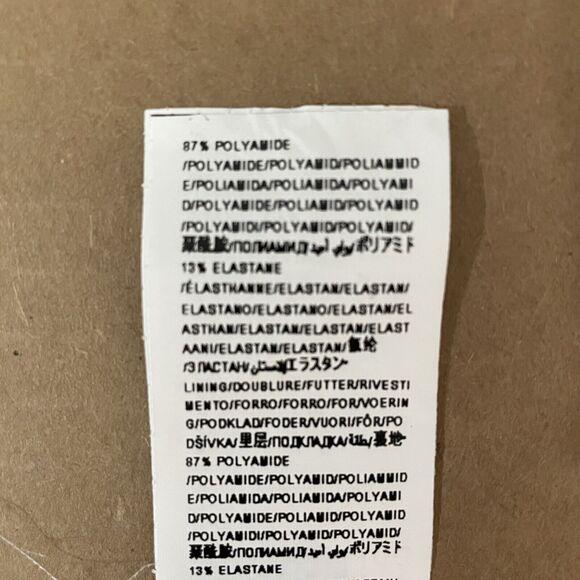 87% POLYAMIDE
/POLYAMIDE/POLYAMID/POLIAMMID
E/POLIAMIDA/POLIAMIDA/POLYAMI
D/POLYAMIDE/POLIAMID/POLYAMID
/POLYAMIDI/POLYAMID/POLYAMID/
聚酰胺/ПОЛИАМИД/بولي أميد/ポリアミド
13% ELASTANE
/ÉLASTHANNE/ELASTAN/ELASTAN/
ELASTANO/ELASTANO/ELASTAN/EL
ASTHAN/ELASTAN/ELASTAN/ELAST
AANI/ELASTAN/ELASTAN/氨纶
/ЭЛАСТАН/إلاستان/エラスタン
LINING/DOUBLURE/FUTTER/RIVESTI
MENTO/FORRO/FORRO/FOR/VOERIN
G/PODKLAD/FODER/VUORI/FÔR/PO
DŠÍVKA/里层/ПОДКЛАДКА/بطانة/裏地
87% POLYAMIDE
/POLYAMIDE/POLYAMID/POLIAMMID
E/POLIAMIDA/POLIAMIDA/POLYAMI
D/POLYAMIDE/POLIAMID/POLYAMID
/POLYAMIDI/POLYAMID/POLYAMID/
聚酰胺/ПОЛИАМИД/بولي أميد/ポリアミド
13% ELASTANE